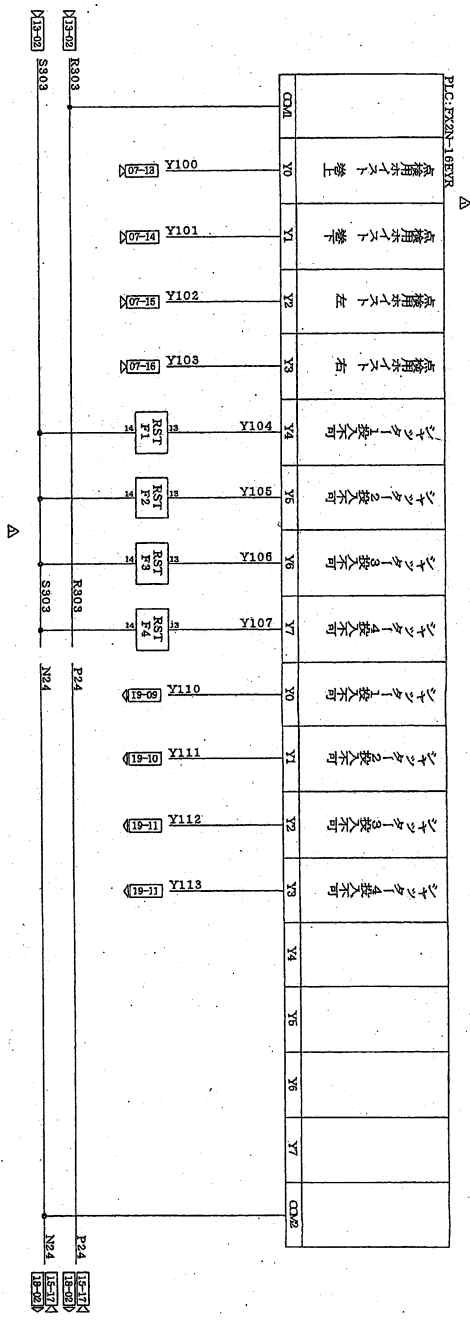 PLC:FX2N-16EYR
COM1
Y0 点検用ホイスト 巻上
Y1 点検用ホイスト 巻下
Y2 点検用ホイスト 左
Y3 点検用ホイスト 右
Y4 シャッター1 投入不可
Y5 シャッター2 投入不可
Y6 シャッター3 投入不可
Y7 シャッター4 投入不可
Y0 シャッター1 投入不可
Y1 シャッター2 投入不可
Y2 シャッター3 投入不可
Y3 シャッター4 投入不可
Y4
Y5
Y6
Y7
COM2
Y100 07-13
Y101 07-14
Y102 07-15
Y103 07-16
Y104 13 RST F1 14
Y105 13 RST F2 14
Y106 13 RST F3 14
Y107 13 RST F4 14
Y110 19-09
Y111 19-10
Y112 19-11
Y113 19-11
13-02 R303 R303 P24 P24 15-17 18-02
13-02 S303 S303 N24 N24 15-17 18-02